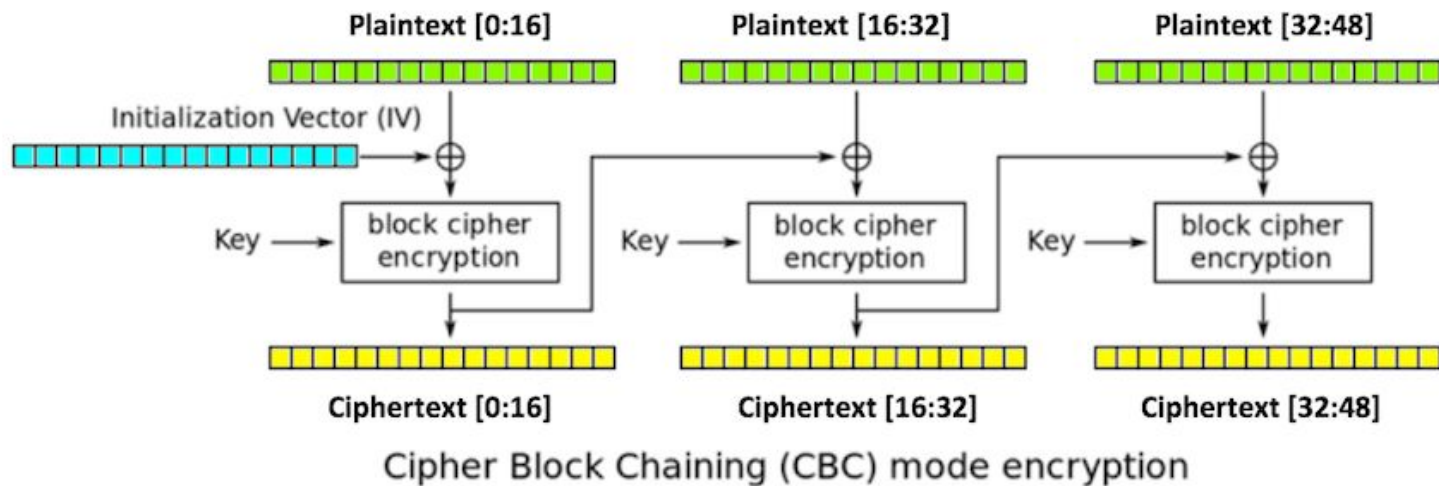 Plaintext [0:16]
Plaintext [16:32]
Plaintext [32:48]
Initialization Vector (IV)
Key
block cipher
encryption
Key
block cipher
encryption
Key
block cipher
encryption
Ciphertext [0:16]
Ciphertext [16:32]
Ciphertext [32:48]
Cipher Block Chaining (CBC) mode encryption